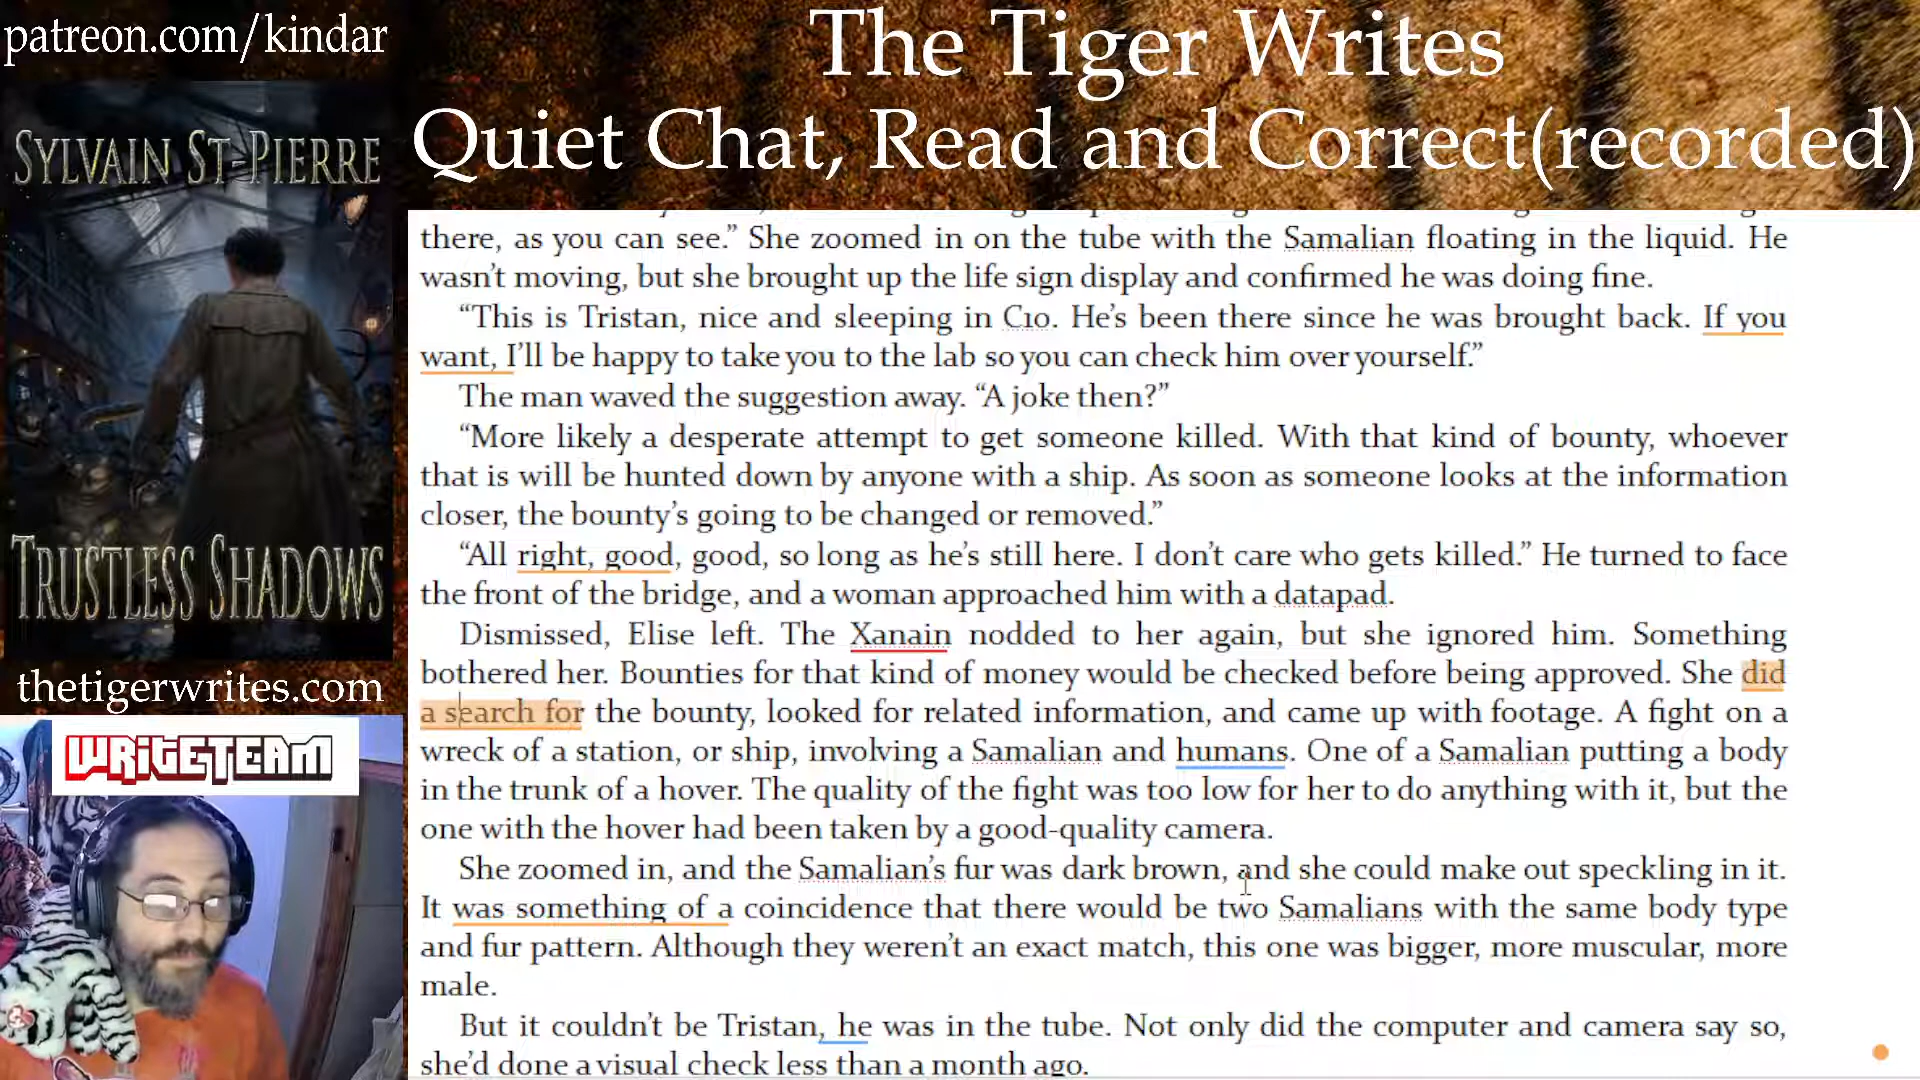 patreon.com/kindar
The Tiger Writes
Quiet Chat, Read and Correct(recorded)
SYLVAIN ST-PIERRE
TRUSTLESS SHADOWS
thetigerwrites.com
WRITETEAM
there, as you can see.” She zoomed in on the tube with the Samalian floating in the liquid. He
wasn’t moving, but she brought up the life sign display and confirmed he was doing fine.
“This is Tristan, nice and sleeping in C10. He’s been there since he was brought back. If you
want, I’ll be happy to take you to the lab so you can check him over yourself.”
The man waved the suggestion away. “A joke then?”
“More likely a desperate attempt to get someone killed. With that kind of bounty, whoever
that is will be hunted down by anyone with a ship. As soon as someone looks at the information
closer, the bounty’s going to be changed or removed.”
“All right, good, good, so long as he’s still here. I don’t care who gets killed.” He turned to face
the front of the bridge, and a woman approached him with a datapad.
Dismissed, Elise left. The Xanain nodded to her again, but she ignored him. Something
bothered her. Bounties for that kind of money would be checked before being approved. She did
a search for the bounty, looked for related information, and came up with footage. A fight on a
wreck of a station, or ship, involving a Samalian and humans. One of a Samalian putting a body
in the trunk of a hover. The quality of the fight was too low for her to do anything with it, but the
one with the hover had been taken by a good-quality camera.
She zoomed in, and the Samalian’s fur was dark brown, and she could make out speckling in it.
It was something of a coincidence that there would be two Samalians with the same body type
and fur pattern. Although they weren’t an exact match, this one was bigger, more muscular, more
male.
But it couldn’t be Tristan, he was in the tube. Not only did the computer and camera say so,
she’d done a visual check less than a month ago.